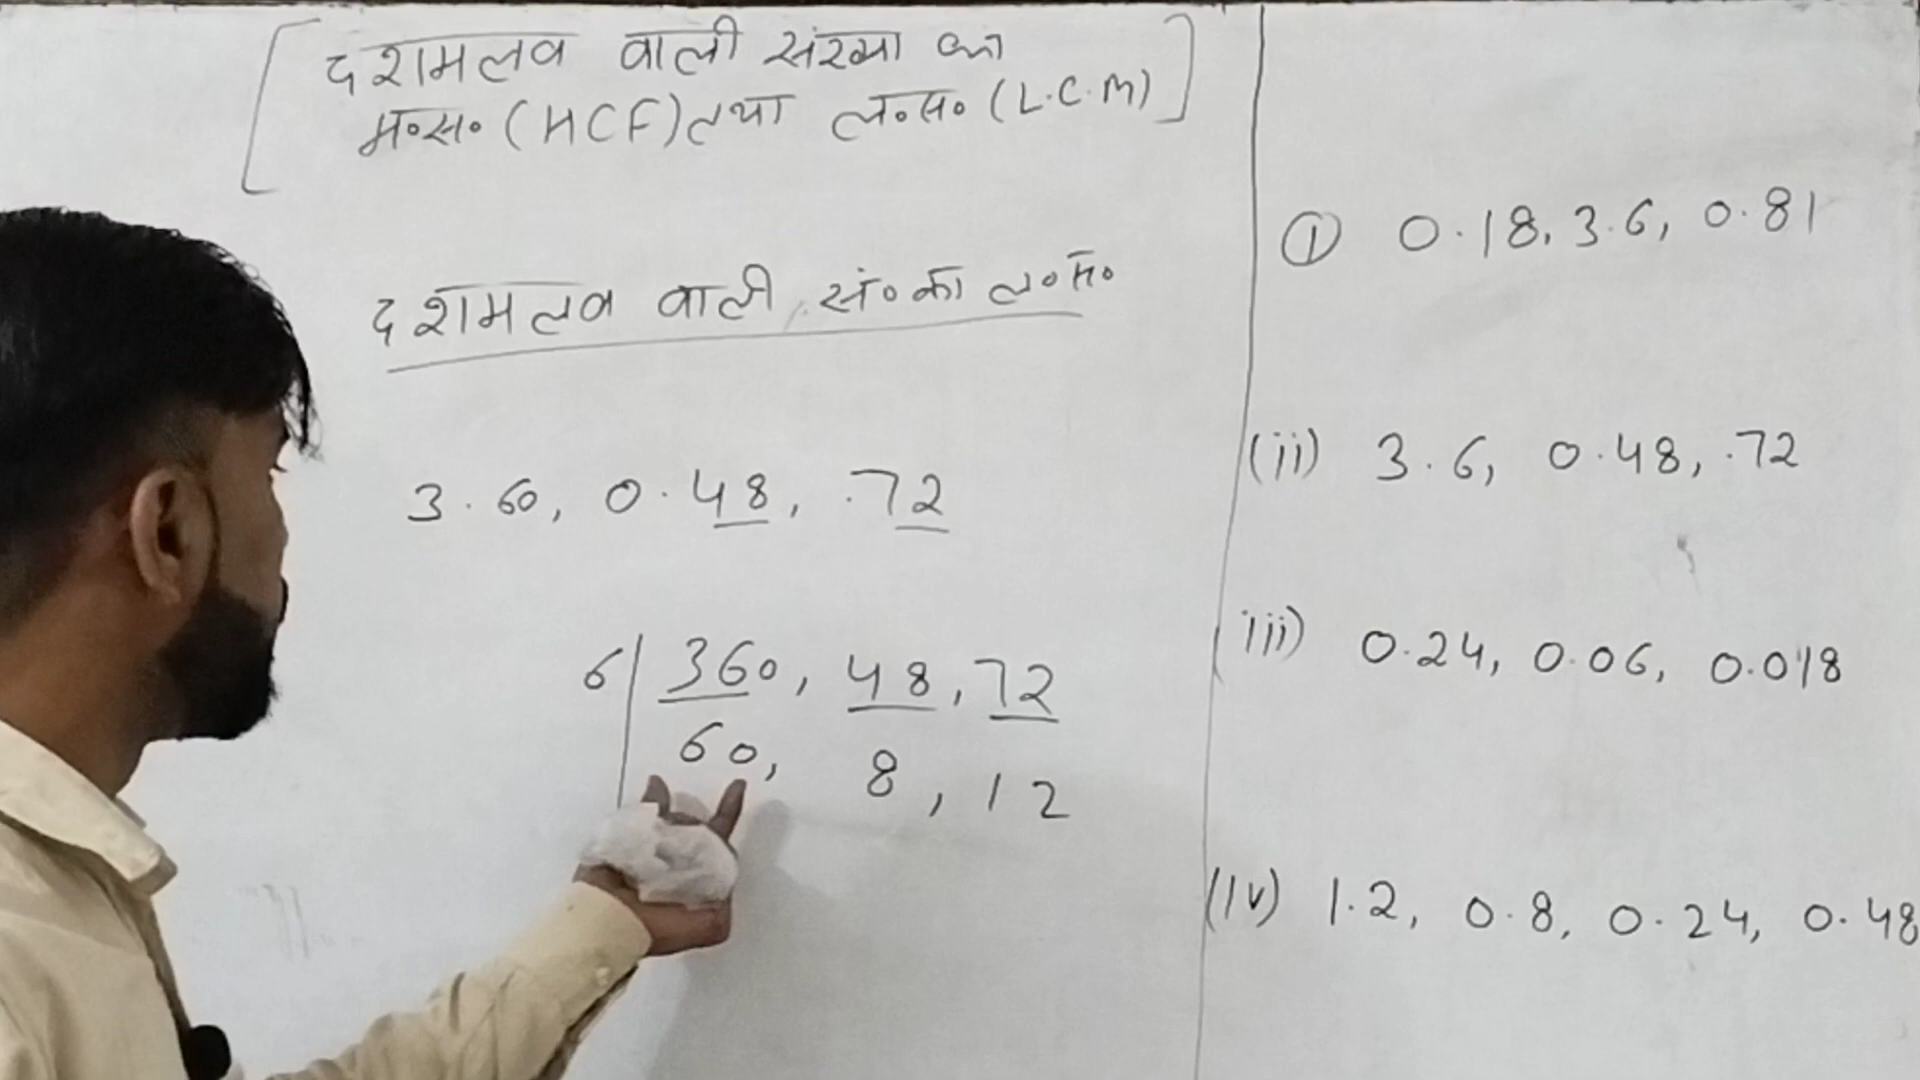 [ दशमलव वाली संख्या का
म०स० (HCF) तथा ल०स० (L.C.M) ]
दशमलव वाली सं० का ल०स०
3.60, 0.48, .72
6 | 360, 48, 72
60, 8, 12
① 0.18, 3.6, 0.81
(ii) 3.6, 0.48, .72
iii) 0.24, 0.06, 0.018
(iv) 1.2, 0.8, 0.24, 0.48